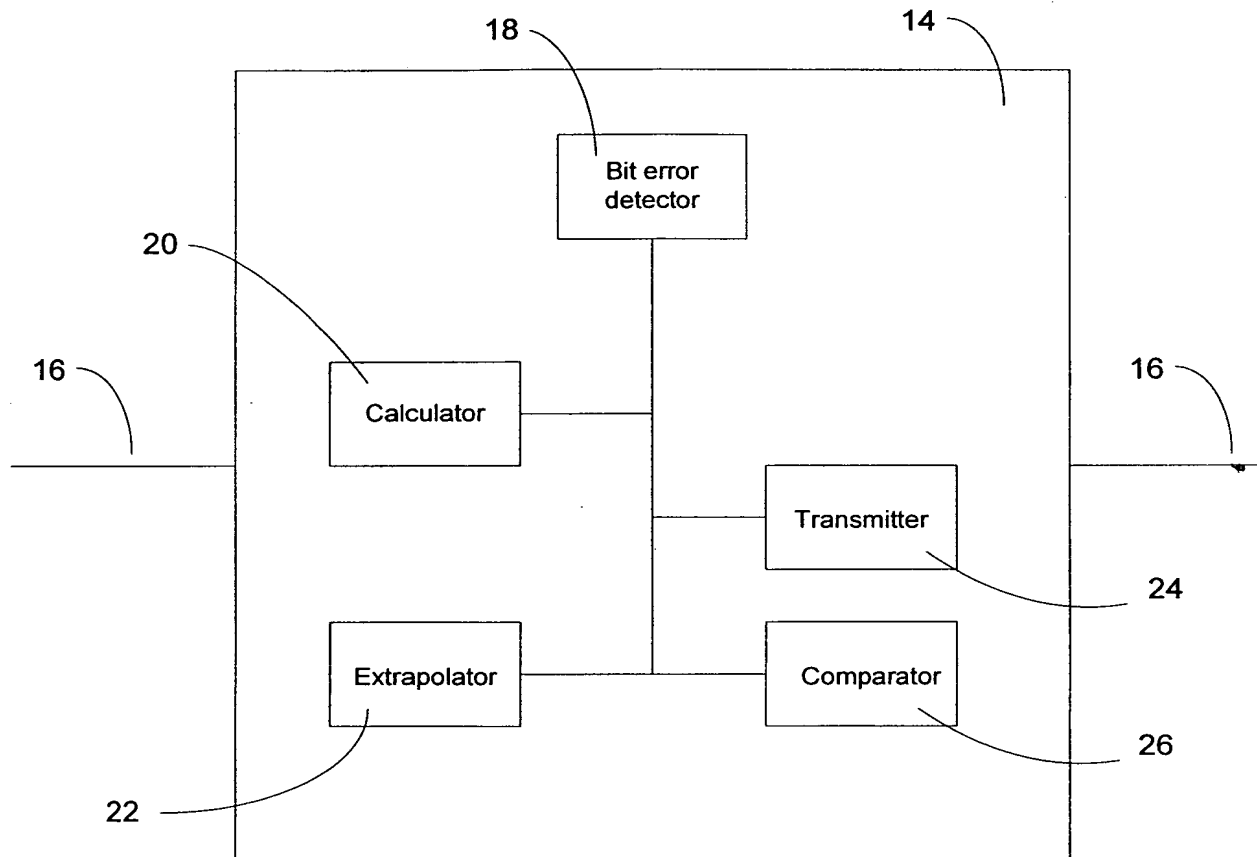 14
18
Bit error
detector
20
16
16
Calculator
Transmitter
24
Extrapolator
Comparator
26
22